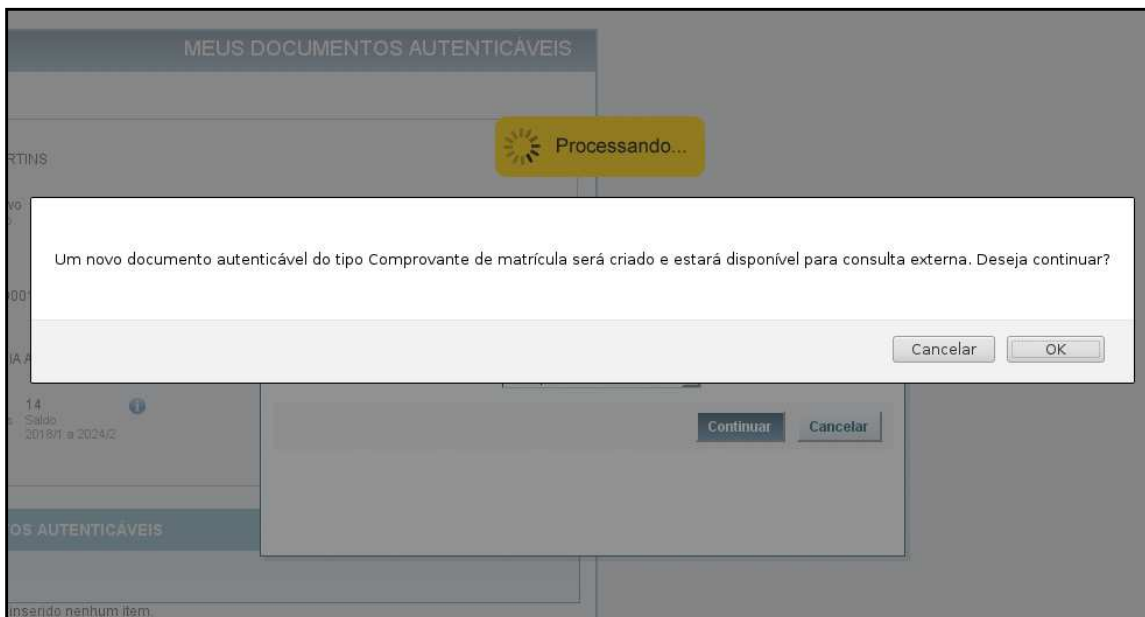 MEUS DOCUMENTOS AUTENTICÁVEIS
Processando...
RTINS
Um novo documento autenticável do tipo Comprovante de matrícula será criado e estará disponível para consulta externa. Deseja continuar?
Cancelar OK
14
Saldo
2018/1 a 2024/2
Continuar Cancelar
OS AUTENTICÁVEIS
inserido nenhum item.